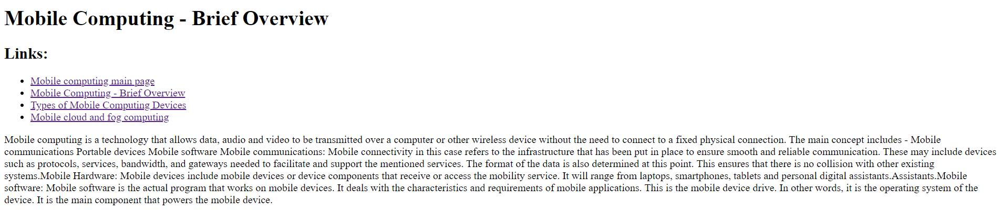 Mobile Computing - Brief Overview
Links:
Mobile computing main page
Mobile Computing - Brief Overview
Types of Mobile Computing Devices
Mobile cloud and fog computing
Mobile computing is a technology that allows data, audio and video to be transmitted over a computer or other wireless device without the need to connect to a fixed physical connection. The main concept includes - Mobile
communications Portable devices Mobile software Mobile communications: Mobile connectivity in this case refers to the infrastructure that has been put in place to ensure smooth and reliable communication. These may include devices
such as protocols, services, bandwidth, and gateways needed to facilitate and support the mentioned services. The format of the data is also determined at this point. This ensures that there is no collision with other existing
systems.Mobile Hardware: Mobile devices include mobile devices or device components that receive or access the mobility service. It will range from laptops, smartphones, tablets and personal digital assistants.Assistants.Mobile
software: Mobile software is the actual program that works on mobile devices. It deals with the characteristics and requirements of mobile applications. This is the mobile device drive. In other words, it is the operating system of the
device. It is the main component that powers the mobile device.